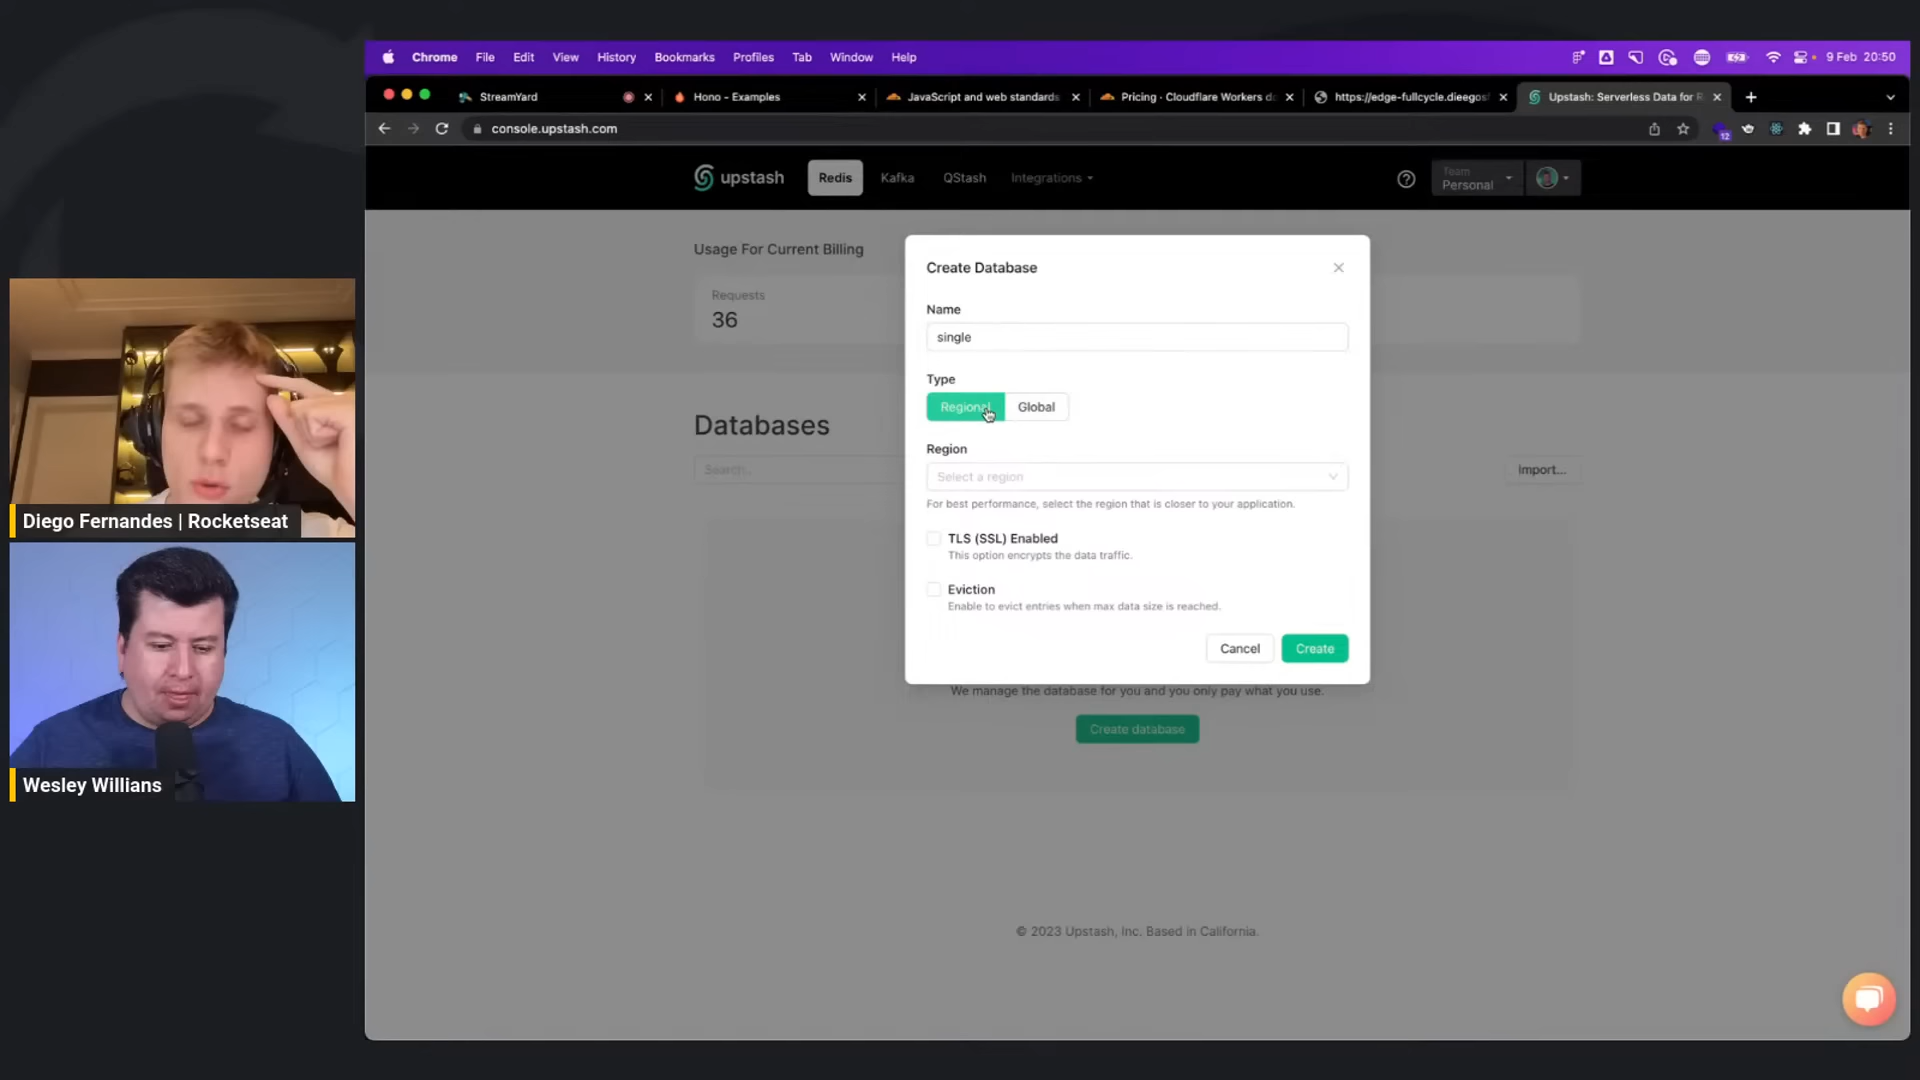 Chrome File Edit View History Bookmarks Profiles Tab Window Help 9 Feb 20:50
StreamYard
Hono - Examples
JavaScript and web standards
Pricing · Cloudflare Workers d
https://edge-fullcycle.dieegosf
Upstash: Serverless Data for R
console.upstash.com
12
upstash
Redis
Kafka
QStash
Integrations
Team
Personal
Usage For Current Billing
Requests
36
Databases
Search..
Import...
Create Database
Name
single
Type
Regional
Global
Region
Select a region
For best performance, select the region that is closer to your application.
TLS (SSL) Enabled
This option encrypts the data traffic.
Eviction
Enable to evict entries when max data size is reached.
Cancel
Create
We manage the database for you and you only pay what you use.
Create database
© 2023 Upstash, Inc. Based in California.
Diego Fernandes | Rocketseat
Wesley Willians